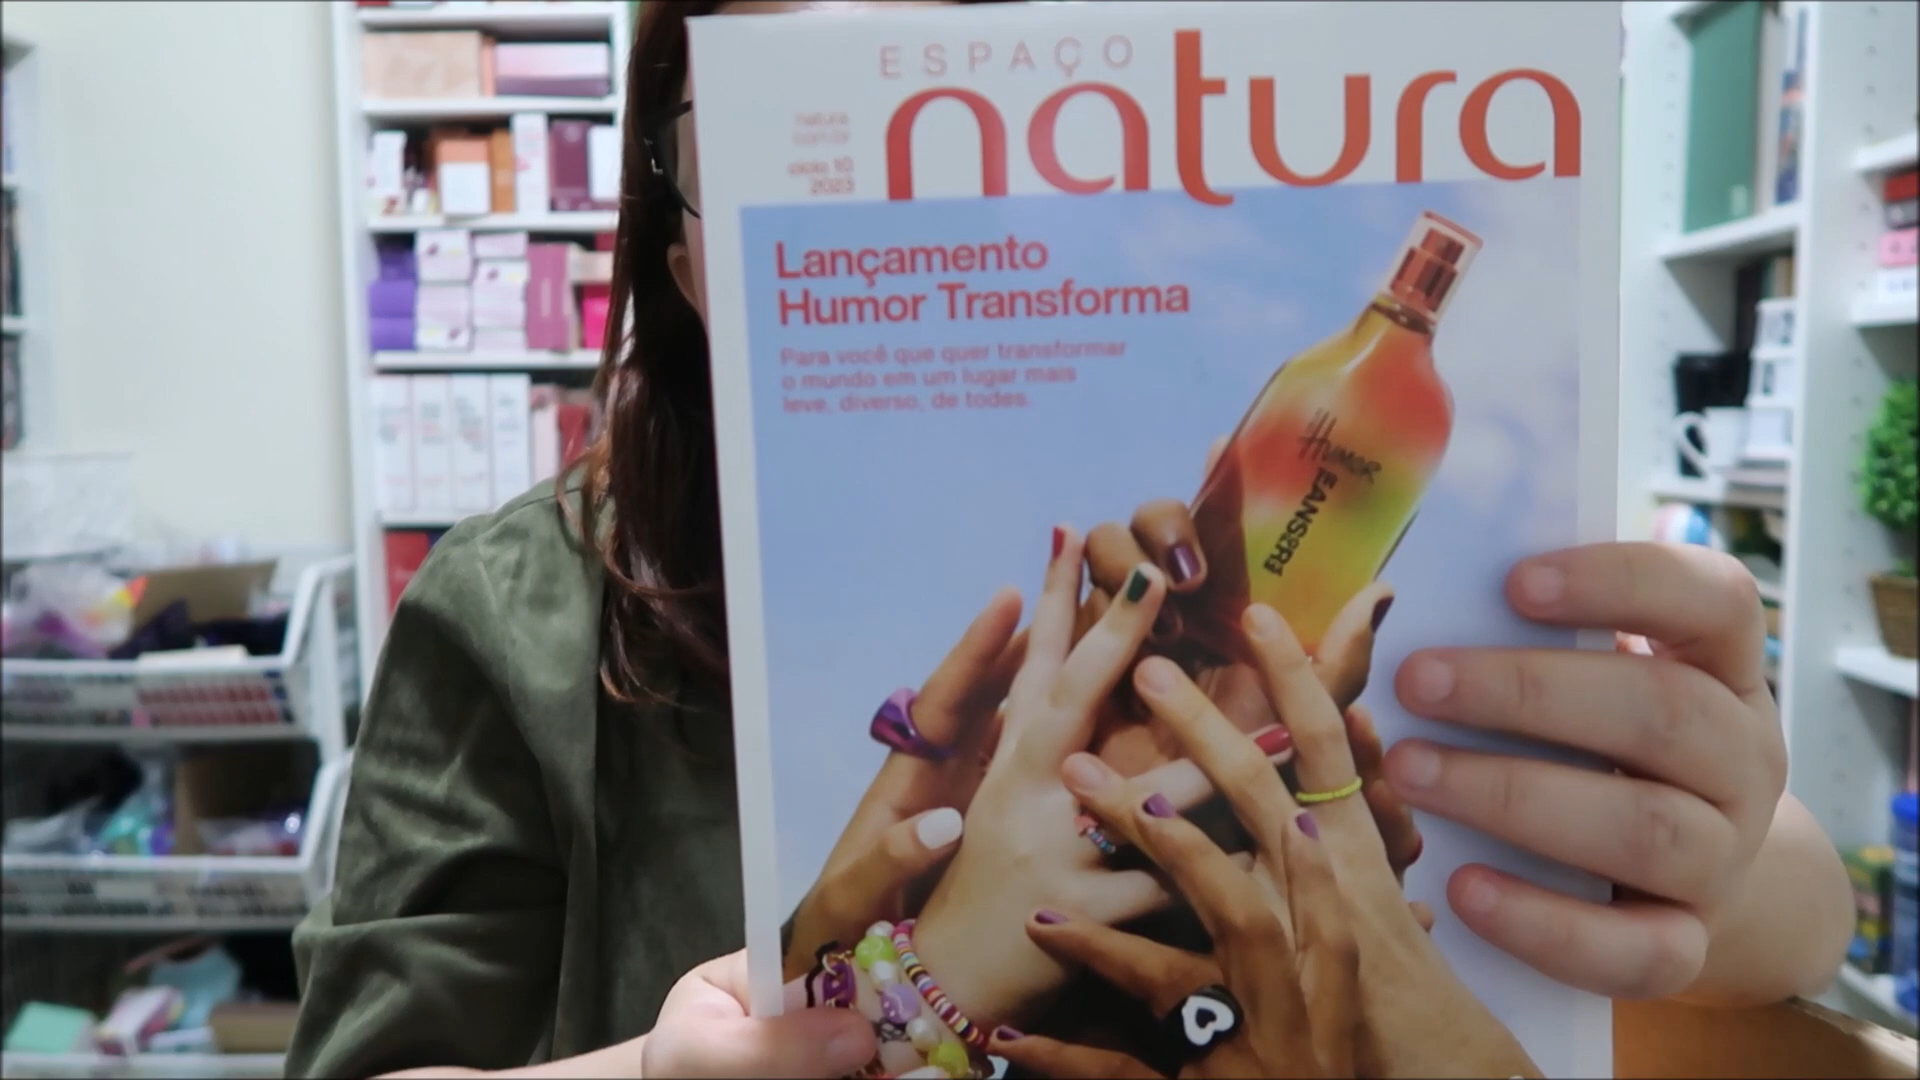 ESPAÇO
natura
natura
ciclo 10
2023
Lançamento
Humor Transforma
Para você que quer transformar
o mundo em um lugar mais
leve, diverso, de todes.
Humor